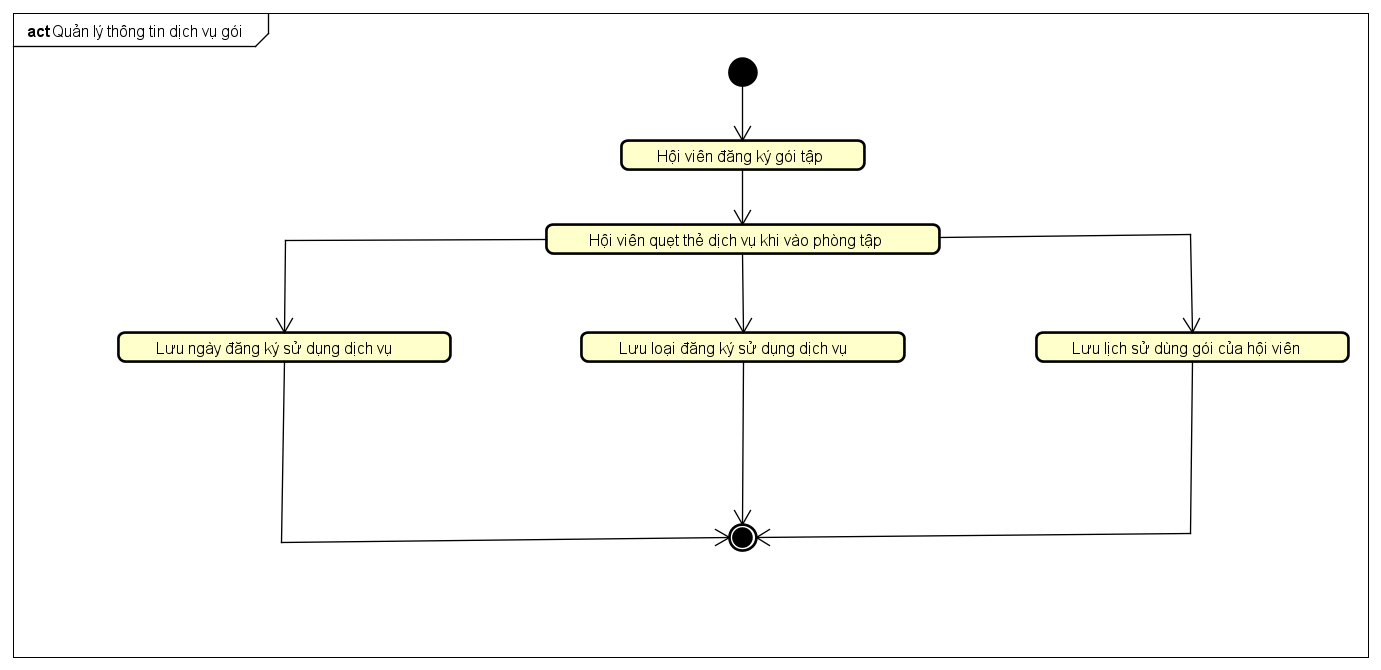 act Quản lý thông tin dịch vụ gói
Hội viên đăng ký gói tập
Hội viên quẹt thẻ dịch vụ khi vào phòng tập
Lưu ngày đăng ký sử dụng dịch vụ
Lưu loại đăng ký sử dụng dịch vụ
Lưu lịch sử dùng gói của hội viên